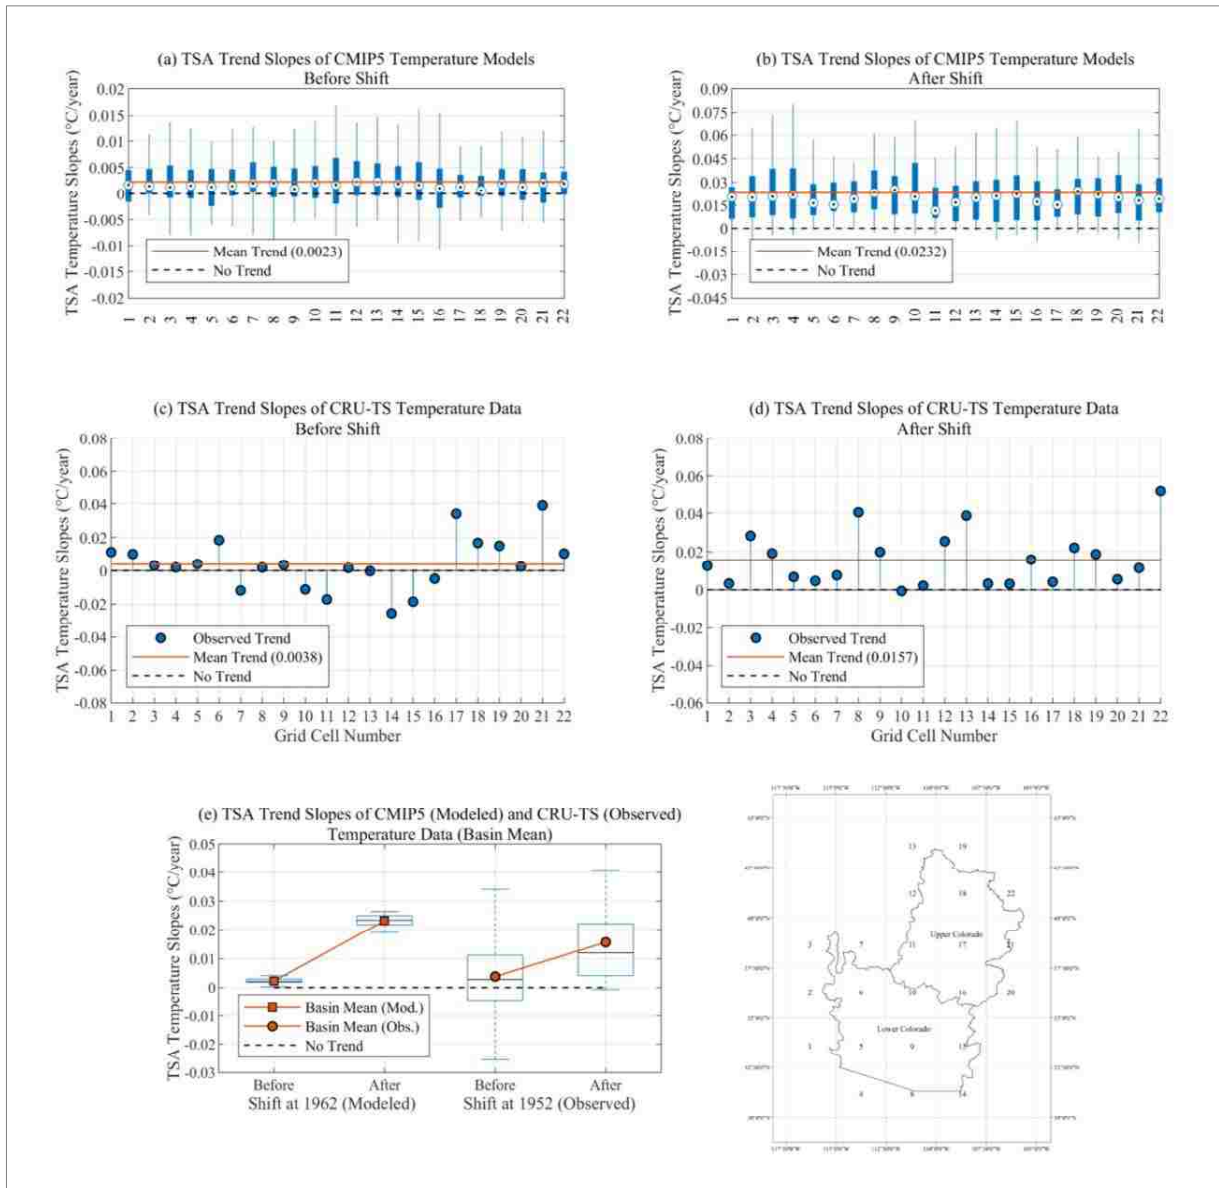 (a) TSA Trend Slopes of CMIP5 Temperature Models
Before Shift
TSA Temperature Slopes (°C/year)
0.02
0.015
0.01
0.005
0
-0.005
-0.01
-0.015
-0.02
Mean Trend (0.0023)
No Trend
1 2 3 4 5 6 7 8 9 10 11 12 13 14 15 16 17 18 19 20 21 22
(b) TSA Trend Slopes of CMIP5 Temperature Models
After Shift
TSA Temperature Slopes (°C/year)
0.09
0.075
0.06
0.045
0.03
0.015
0
-0.015
-0.03
-0.045
Mean Trend (0.0232)
No Trend
1 2 3 4 5 6 7 8 9 10 11 12 13 14 15 16 17 18 19 20 21 22
(c) TSA Trend Slopes of CRU-TS Temperature Data
Before Shift
TSA Temperature Slopes (°C/year)
0.08
0.06
0.04
0.02
0
-0.02
-0.04
-0.06
-0.08
Observed Trend
Mean Trend (0.0038)
No Trend
1 2 3 4 5 6 7 8 9 10 11 12 13 14 15 16 17 18 19 20 21 22
Grid Cell Number
(d) TSA Trend Slopes of CRU-TS Temperature Data
After Shift
TSA Temperature Slopes (°C/year)
0.08
0.06
0.04
0.02
0
-0.02
-0.04
-0.06
Observed Trend
Mean Trend (0.0157)
No Trend
1 2 3 4 5 6 7 8 9 10 11 12 13 14 15 16 17 18 19 20 21 22
Grid Cell Number
(e) TSA Trend Slopes of CMIP5 (Modeled) and CRU-TS (Observed)
Temperature Data (Basin Mean)
TSA Temperature Slopes (°C/year)
0.05
0.04
0.03
0.02
0.01
0
-0.01
-0.02
-0.03
Basin Mean (Mod.)
Basin Mean (Obs.)
No Trend
Before After Before After
Shift at 1962 (Modeled) Shift at 1952 (Observed)
13 19
12 18 22
Upper Colorado
3 7 11 17 21
2 6 10 16 20
Lower Colorado
1 5 9 15
4 8 14